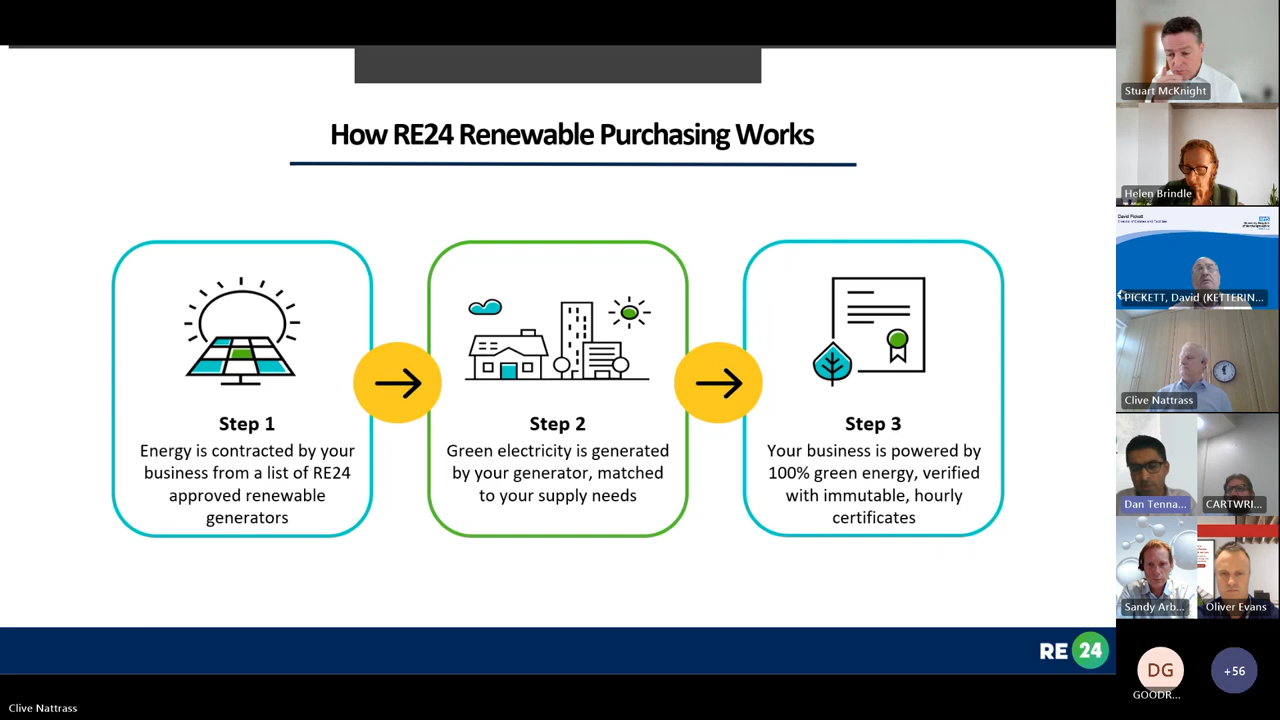 How RE24 Renewable Purchasing Works
Step 1
Energy is contracted by your
business from a list of RE24
approved renewable
generators
Step 2
Green electricity is generated
by your generator, matched
to your supply needs
Step 3
Your business is powered by
100% green energy, verified
with immutable, hourly
certificates
RE 24
Clive Nattrass
Stuart McKnight
Helen Brindle
David Pickett
NHS
PICKETT, David (KETTERIN...
Clive Nattrass
Dan Tenna...
CARTWRI...
Sandy Arb...
Oliver Evans
DG
GOODR...
+56